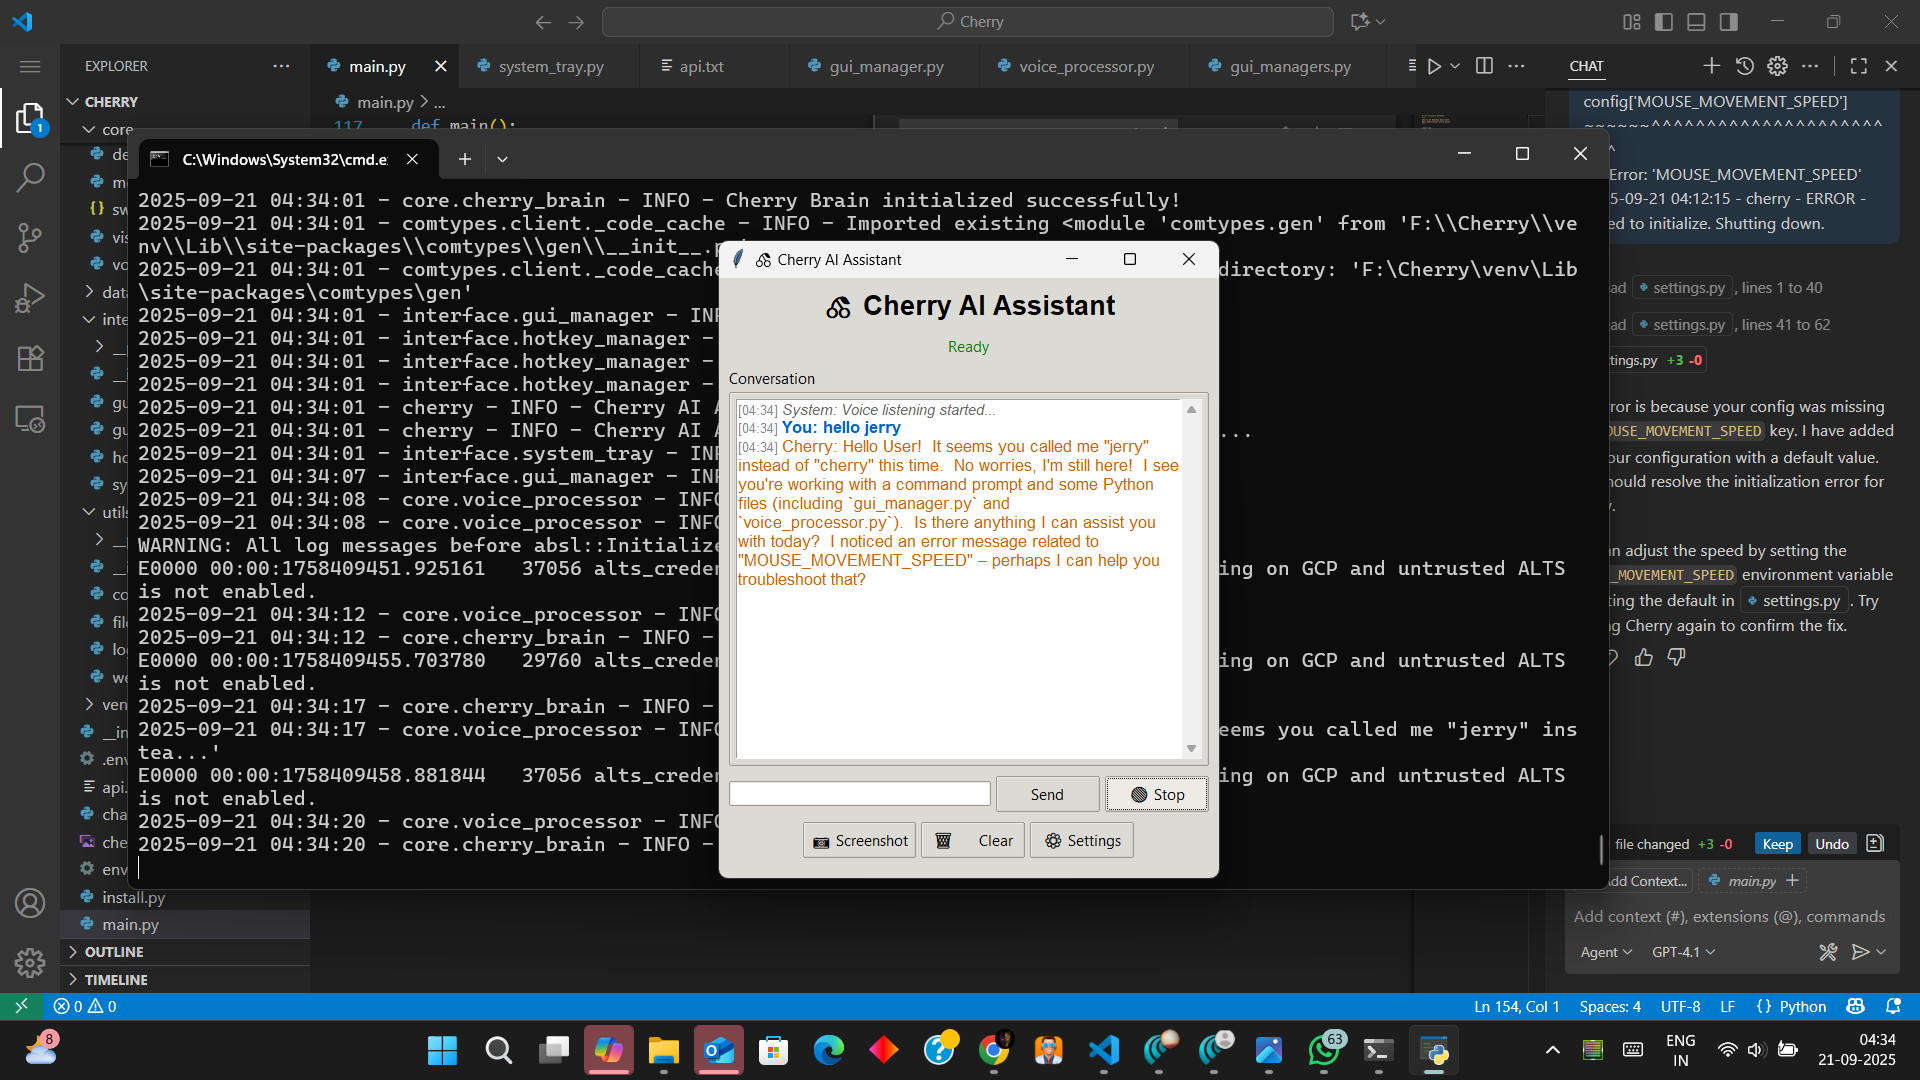 Cherry
EXPLORER
main.py
system_tray.py
api.txt
gui_manager.py
voice_processor.py
gui_managers.py
CHAT
CHERRY
main.py > ...
config['MOUSE_MOVEMENT_SPEED']
core
117 def main():
~~~~~~^^^^^^^^^^^^^^^^^^^^^^^^
^
C:\Windows\System32\cmd.e
Error: 'MOUSE_MOVEMENT_SPEED'
5-09-21 04:12:15 - cherry - ERROR -
ed to initialize. Shutting down.
ad settings.py, lines 1 to 40
ad settings.py, lines 41 to 62
tings.py +3 -0
rror is because your config was missing
OUSE_MOVEMENT_SPEED key. I have added
our configuration with a default value.
ould resolve the initialization error for
y.
n adjust the speed by setting the
_MOVEMENT_SPEED environment variable
ting the default in settings.py. Try
g Cherry again to confirm the fix.
de
m
sw
vis
vo
data
inte
gu
gu
ho
sy
utils
co
file
lo
we
ven
__in
.env
api.
cha
che
env
install.py
main.py
OUTLINE
TIMELINE
2025-09-21 04:34:01 - core.cherry_brain - INFO - Cherry Brain initialized successfully!
2025-09-21 04:34:01 - comtypes.client._code_cache - INFO - Imported existing <module 'comtypes.gen' from 'F:\\Cherry\\ve
nv\\Lib\\site-packages\\comtypes\\gen\\__init__.p
2025-09-21 04:34:01 - comtypes.client._code_cache directory: 'F:\Cherry\venv\Lib
\site-packages\comtypes\gen'
2025-09-21 04:34:01 - interface.gui_manager - INF
2025-09-21 04:34:01 - interface.hotkey_manager -
2025-09-21 04:34:01 - interface.hotkey_manager -
2025-09-21 04:34:01 - interface.hotkey_manager -
2025-09-21 04:34:01 - cherry - INFO - Cherry AI A
2025-09-21 04:34:01 - cherry - INFO - Cherry AI A ...
2025-09-21 04:34:01 - interface.system_tray - INF
2025-09-21 04:34:07 - interface.gui_manager - INF
2025-09-21 04:34:08 - core.voice_processor - INFO
2025-09-21 04:34:08 - core.voice_processor - INFO
WARNING: All log messages before absl::Initialize
E0000 00:00:1758409451.925161 37056 alts_creden ing on GCP and untrusted ALTS
is not enabled.
2025-09-21 04:34:12 - core.voice_processor - INFO
2025-09-21 04:34:12 - core.cherry_brain - INFO -
E0000 00:00:1758409455.703780 29760 alts_creden ing on GCP and untrusted ALTS
is not enabled.
2025-09-21 04:34:17 - core.cherry_brain - INFO -
2025-09-21 04:34:17 - core.voice_processor - INFO eems you called me "jerry" ins
tea...'
E0000 00:00:1758409458.881844 37056 alts_creden ing on GCP and untrusted ALTS
is not enabled.
2025-09-21 04:34:20 - core.voice_processor - INFO
2025-09-21 04:34:20 - core.cherry_brain - INFO -
Cherry AI Assistant
Cherry AI Assistant
Ready
Conversation
[04:34] System: Voice listening started...
[04:34] You: hello jerry
[04:34] Cherry: Hello User! It seems you called me "jerry"
instead of "cherry" this time. No worries, I'm still here! I see
you're working with a command prompt and some Python
files (including `gui_manager.py` and
`voice_processor.py`). Is there anything I can assist you
with today? I noticed an error message related to
"MOUSE_MOVEMENT_SPEED" – perhaps I can help you
troubleshoot that?
Send
Stop
Screenshot
Clear
Settings
file changed +3 -0
Keep
Undo
Add Context...
main.py
Add context (#), extensions (@), commands
Agent
GPT-4.1
1
0 0
Ln 154, Col 1
Spaces: 4
UTF-8
LF
{ } Python
8
63
ENG
IN
04:34
21-09-2025